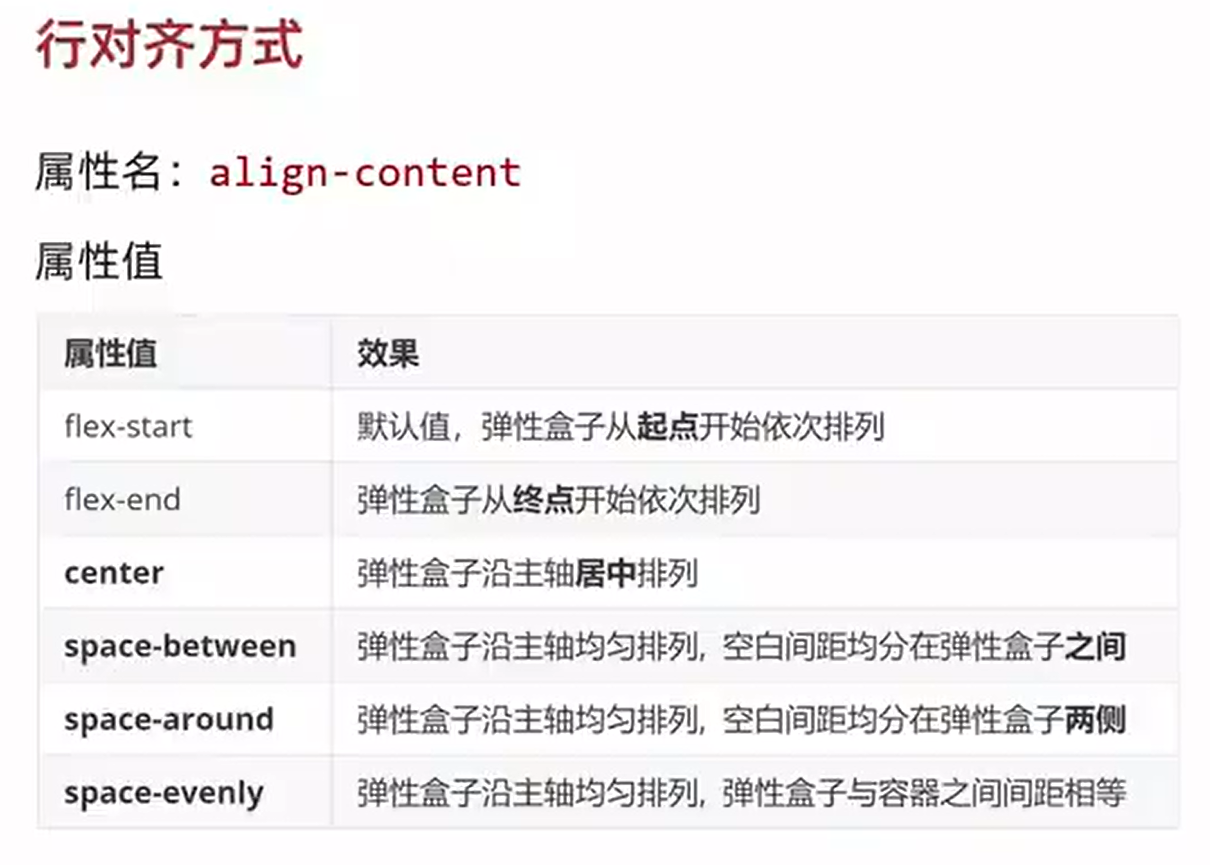 行对齐方式
属性名：align-content
属性值
属性值 效果
flex-start 默认值，弹性盒子从起点开始依次排列
flex-end 弹性盒子从终点开始依次排列
center 弹性盒子沿主轴居中排列
space-between 弹性盒子沿主轴均匀排列，空白间距均分在弹性盒子之间
space-around 弹性盒子沿主轴均匀排列，空白间距均分在弹性盒子两侧
space-evenly 弹性盒子沿主轴均匀排列，弹性盒子与容器之间间距相等